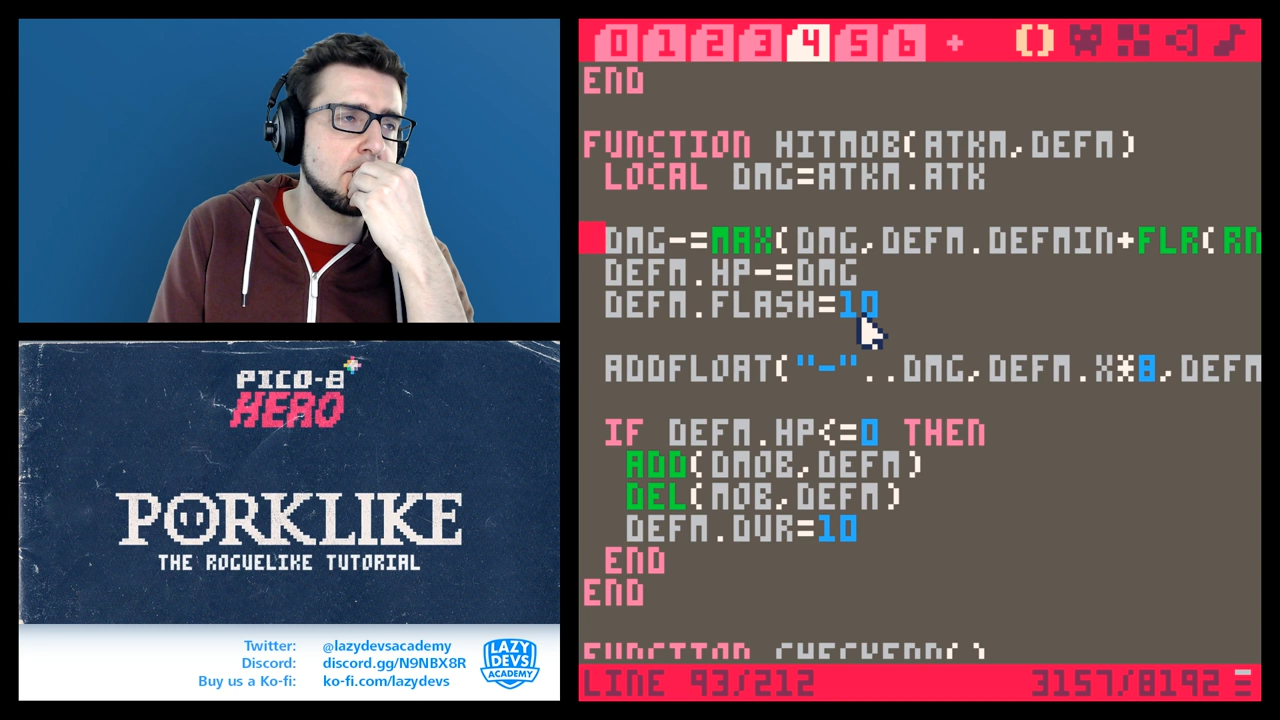 0 1 2 3 4 5 6 +
END
FUNCTION HITMOB(ATKM,DEFM)
LOCAL DMG=ATKM.ATK
DMG-=MAX(DMG,DEFM.DEFMIN+FLR(RN
DEFM.HP-=DMG
DEFM.FLASH=10
ADDFLOAT("-"..DMG,DEFM.X*8,DEFM
IF DEFM.HP<=0 THEN
ADD(DMOB,DEFM)
DEL(MOB,DEFM)
DEFM.DUR=10
END
END
FUNCTION CHECKEND()
LINE 93/212 3157/8192
PICO-8
HERO
PORKLIKE
THE ROGUELIKE TUTORIAL
Twitter: @lazydevsacademy
Discord: discord.gg/N9NBX8R
Buy us a Ko-fi: ko-fi.com/lazydevs
LAZY
DEVS
ACADEMY